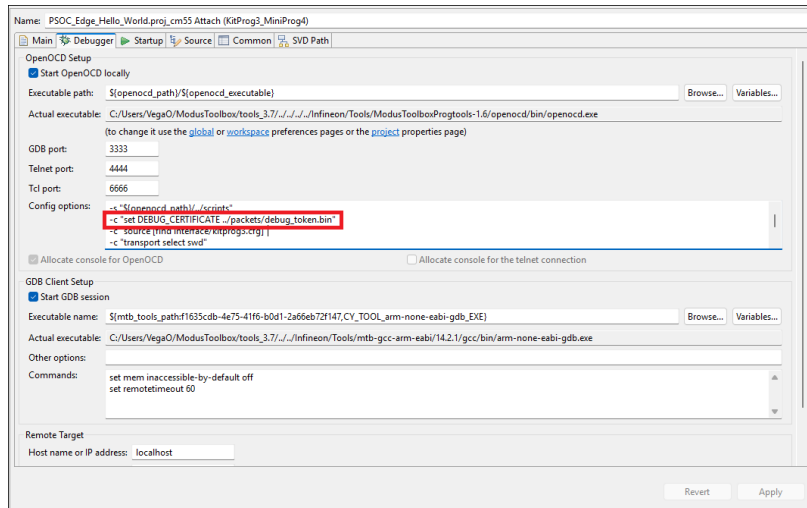 Name: PSOC_Edge_Hello_World.proj_cm55 Attach (KitProg3_MiniProg4)
Main Debugger Startup Source Common SVD Path
OpenOCD Setup
Start OpenOCD locally
Executable path: ${openocd_path}/${openocd_executable} Browse... Variables...
Actual executable: C:/Users/VegaO/ModusToolbox/tools_3.7/../../../../Infineon/Tools/ModusToolboxProgtools-1.6/openocd/bin/openocd.exe
(to change it use the global or workspace preferences pages or the project properties page)
GDB port: 3333
Telnet port: 4444
Tcl port: 6666
Config options: -s "${openocd_path}/../scripts"
-c "set DEBUG_CERTIFICATE ../packets/debug_token.bin"
-c "source [find interface/kitprog3.cfg]"
-c "transport select swd"
Allocate console for OpenOCD Allocate console for the telnet connection
GDB Client Setup
Start GDB session
Executable name: ${mtb_tools_path:f1635cdb-4e75-41f6-b0d1-2a66eb72f147,CY_TOOL_arm-none-eabi-gdb_EXE} Browse... Variables...
Actual executable: C:/Users/VegaO/ModusToolbox/tools_3.7/../../Infineon/Tools/mtb-gcc-arm-eabi/14.2.1/gcc/bin/arm-none-eabi-gdb.exe
Other options:
Commands: set mem inaccessible-by-default off
set remotetimeout 60
Remote Target
Host name or IP address: localhost
Revert Apply